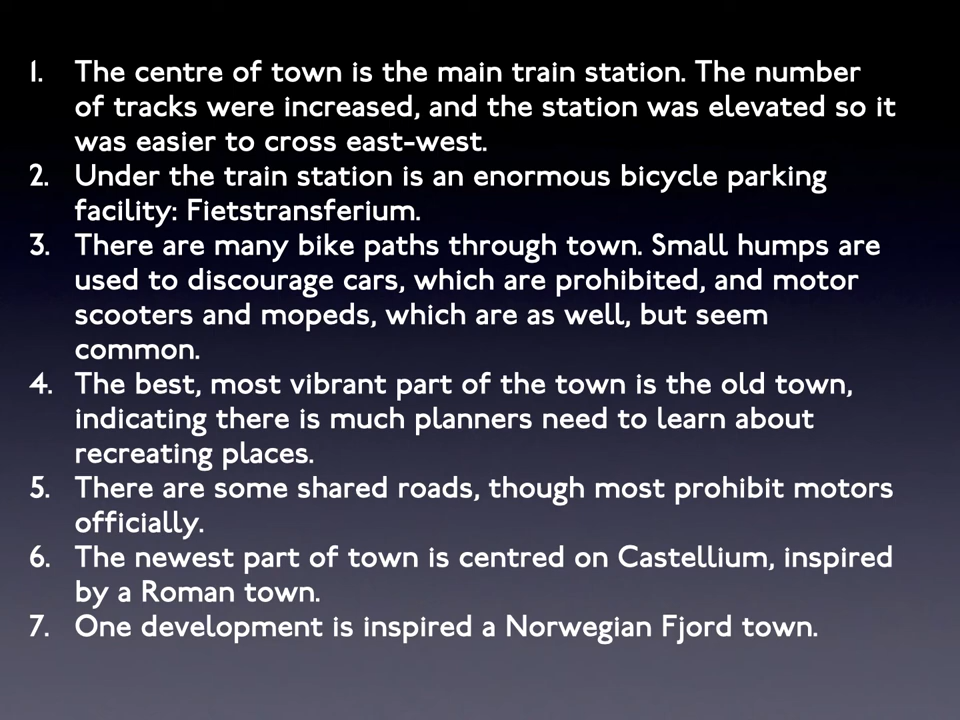 1. The centre of town is the main train station. The number
of tracks were increased, and the station was elevated so it
was easier to cross east-west.
2. Under the train station is an enormous bicycle parking
facility: Fietstransferium.
3. There are many bike paths through town. Small humps are
used to discourage cars, which are prohibited, and motor
scooters and mopeds, which are as well, but seem
common.
4. The best, most vibrant part of the town is the old town,
indicating there is much planners need to learn about
recreating places.
5. There are some shared roads, though most prohibit motors
officially.
6. The newest part of town is centred on Castellium, inspired
by a Roman town.
7. One development is inspired a Norwegian Fjord town.